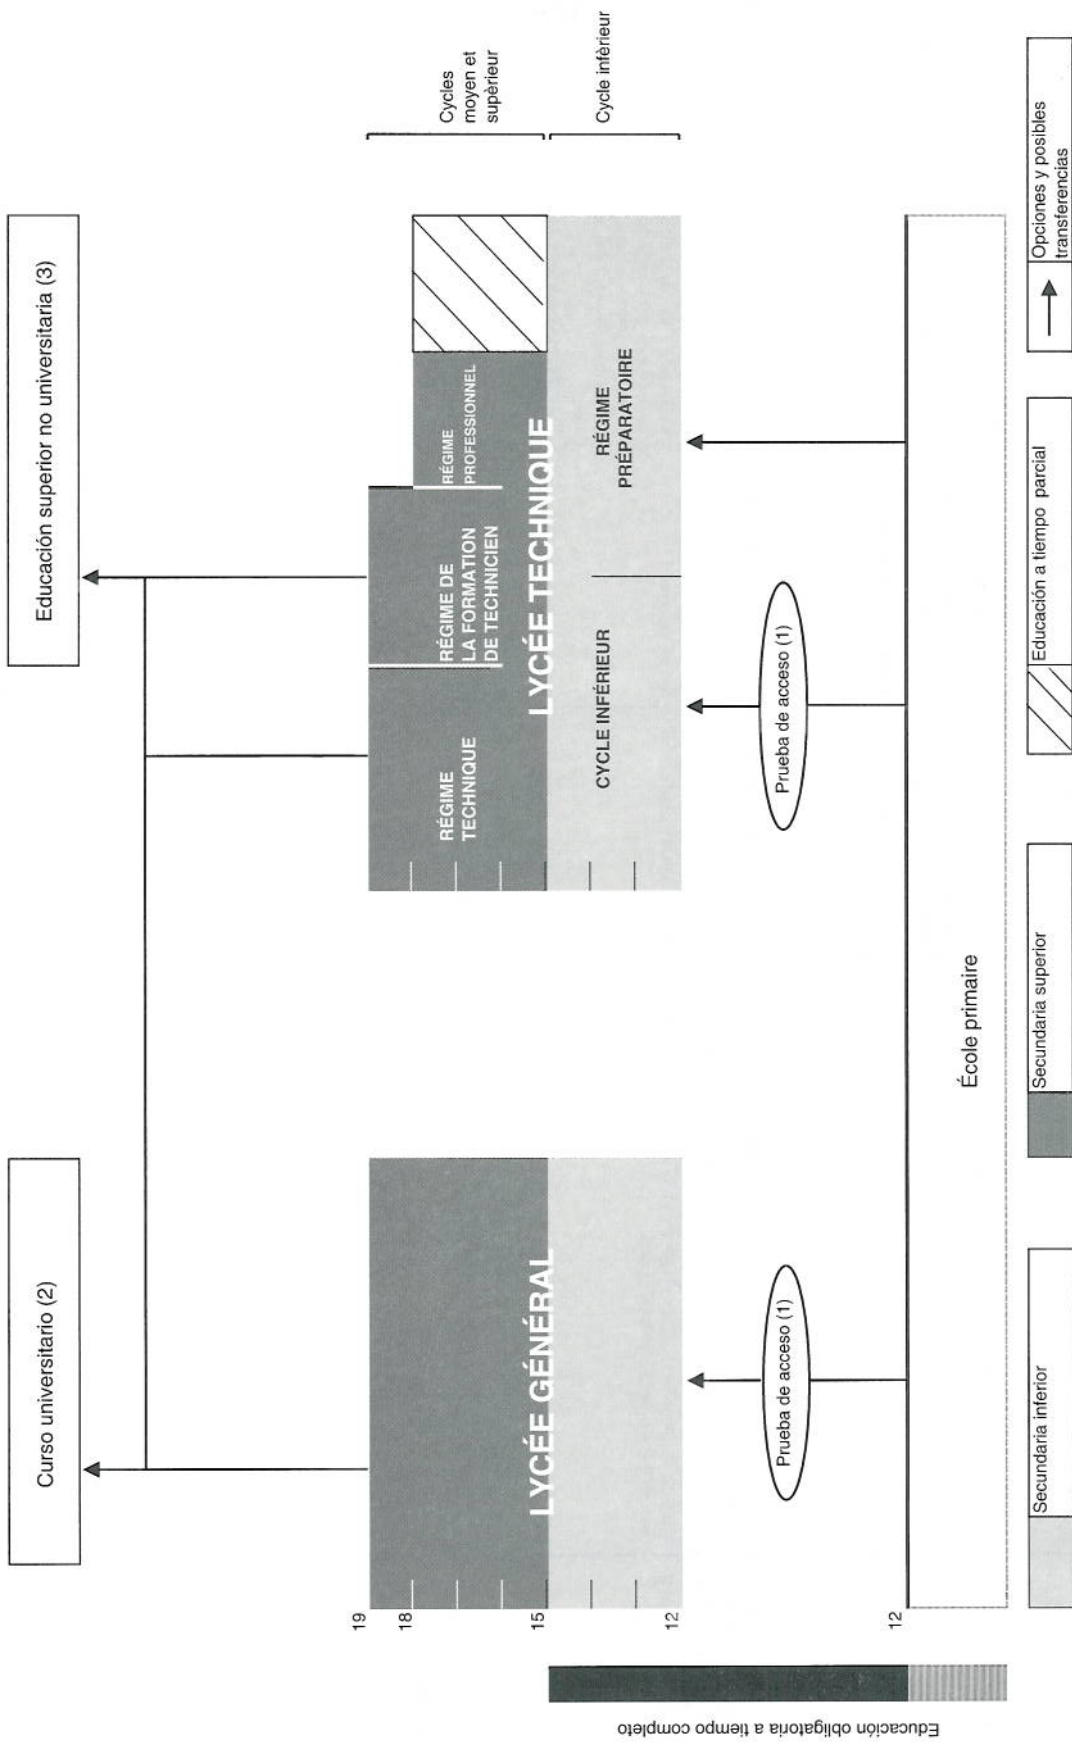 Curso universitario (2)
Educación superior no universitaria (3)
19
18
15
12
LYCÉE GÉNÉRAL
RÉGIME
TECHNIQUE
RÉGIME DE
LA FORMATION
DE TECHNICIEN
RÉGIME
PROFESSIONNEL
LYCÉE TECHNIQUE
CYCLE INFÉRIEUR
RÉGIME
PRÉPARATOIRE
Cycles
moyen et
supèrieur
Cycle infèrieur
Prueba de acceso (1)
Prueba de acceso (1)
12
École primaire
Educación obligatoria a tiempo completo
Secundaria inferior
Secundaria superior
Educación a tiempo parcial
Opciones y posibles
transferencias